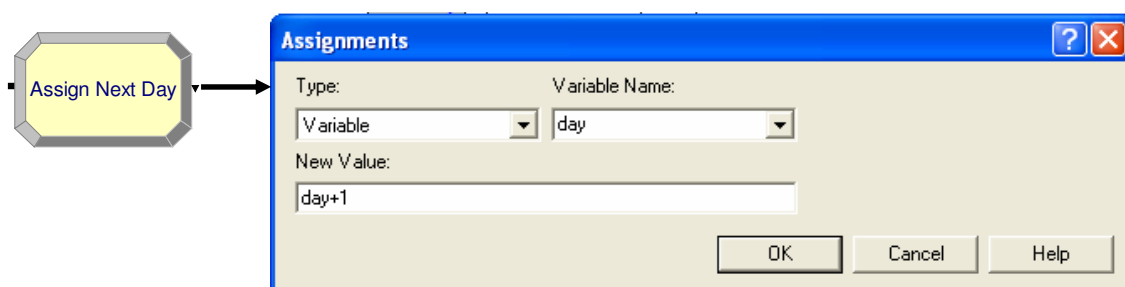 Assign Next Day
Assignments
Type: Variable Name:
Variable day
New Value:
day+1
OK Cancel Help